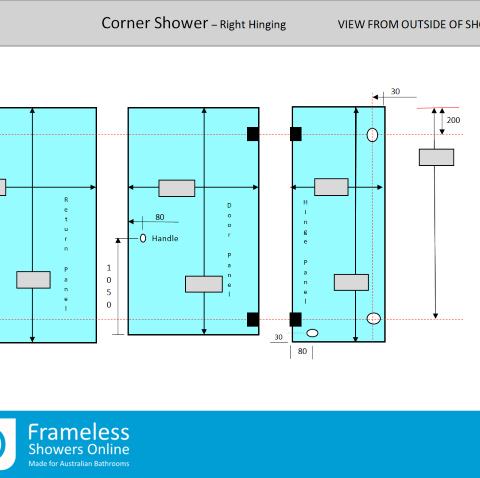 Corner Shower – Right Hinging
VIEW FROM OUTSIDE OF SH
30
200
Return Panel
80
Handle
1050
Door Panel
Hinge Panel
30
80
Frameless
Showers Online
Made for Australian Bathrooms